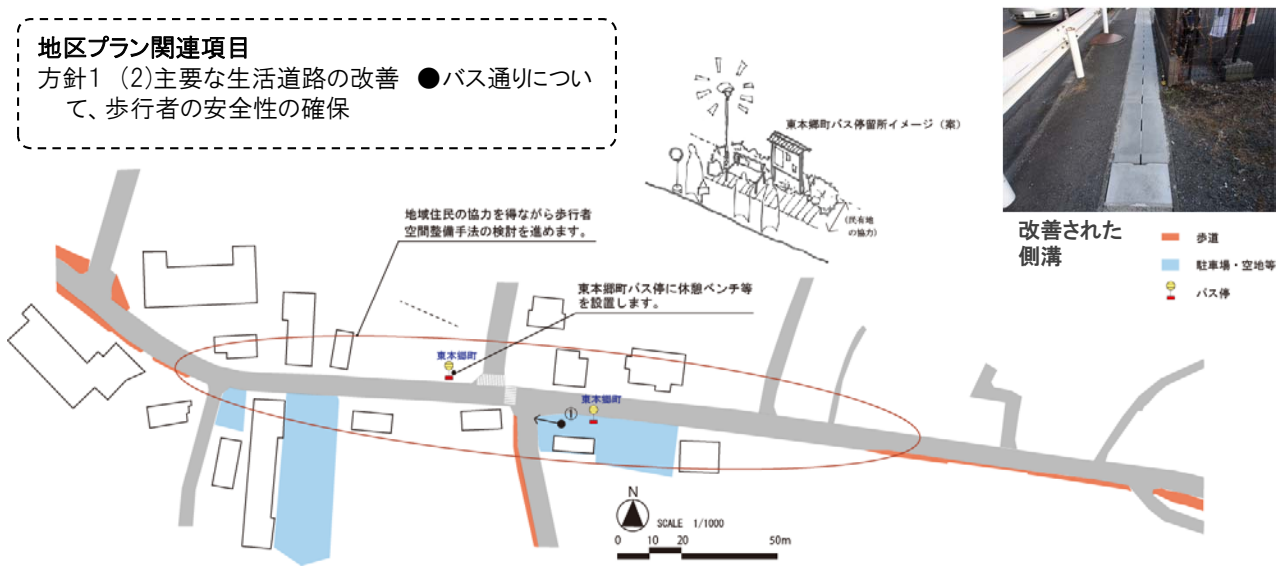 地区プラン関連項目
方針1 (2)主要な生活道路の改善 ●バス通りについ
て、歩行者の安全性の確保
東本郷町バス停留所イメージ（案）
（民有地
の協力）
改善された
側溝
歩道
駐車場・空地等
バス停
地域住民の協力を得ながら歩行者
空間整備手法の検討を進めます。
東本郷町バス停に休憩ベンチ等
を設置します。
東本郷町
東本郷町
①
N
SCALE 1/1000
0 10 20 50m